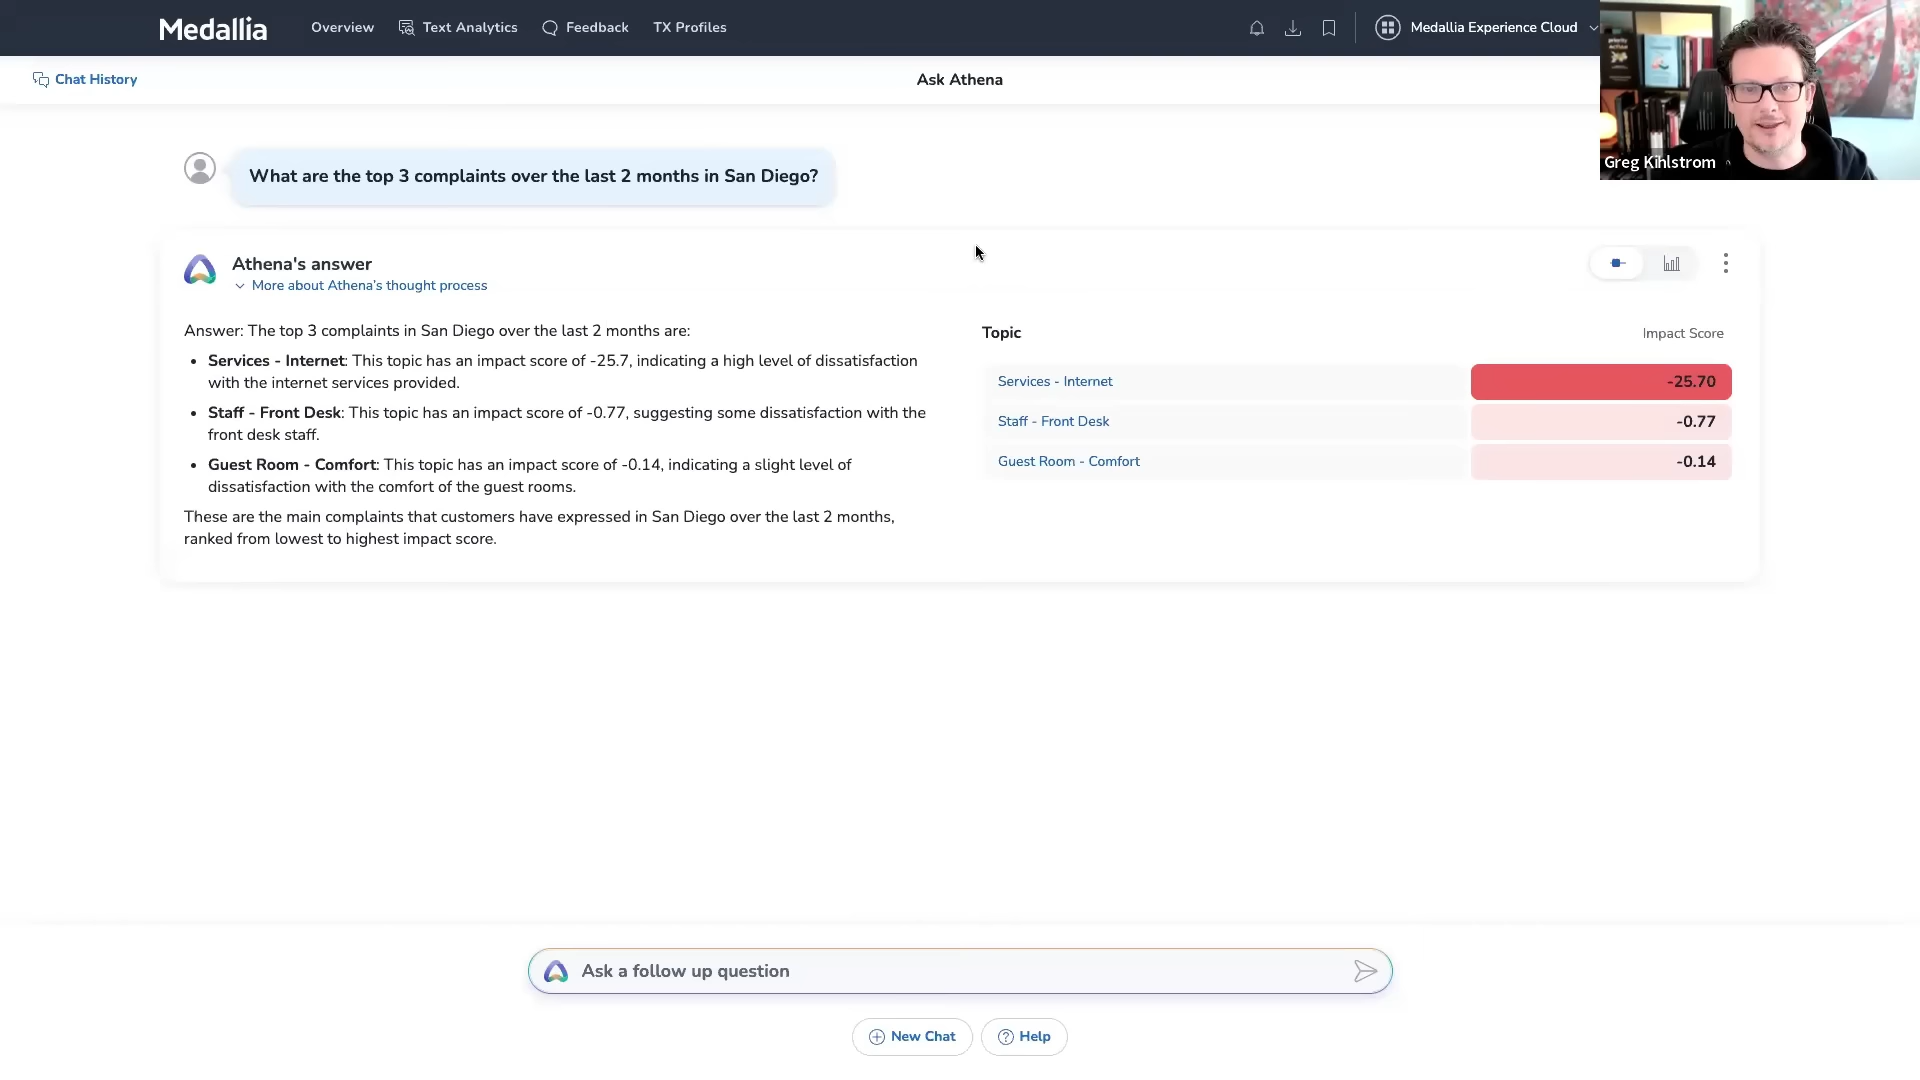 Medallia
Overview
Text Analytics
Feedback
TX Profiles
Medallia Experience Cloud
Chat History
Ask Athena
Greg Kihlstrom
What are the top 3 complaints over the last 2 months in San Diego?
Athena's answer
More about Athena's thought process
Answer: The top 3 complaints in San Diego over the last 2 months are:
• Services - Internet: This topic has an impact score of -25.7, indicating a high level of dissatisfaction
with the internet services provided.
• Staff - Front Desk: This topic has an impact score of -0.77, suggesting some dissatisfaction with the
front desk staff.
• Guest Room - Comfort: This topic has an impact score of -0.14, indicating a slight level of
dissatisfaction with the comfort of the guest rooms.
These are the main complaints that customers have expressed in San Diego over the last 2 months,
ranked from lowest to highest impact score.
Topic
Impact Score
Services - Internet
-25.70
Staff - Front Desk
-0.77
Guest Room - Comfort
-0.14
Ask a follow up question
New Chat
Help